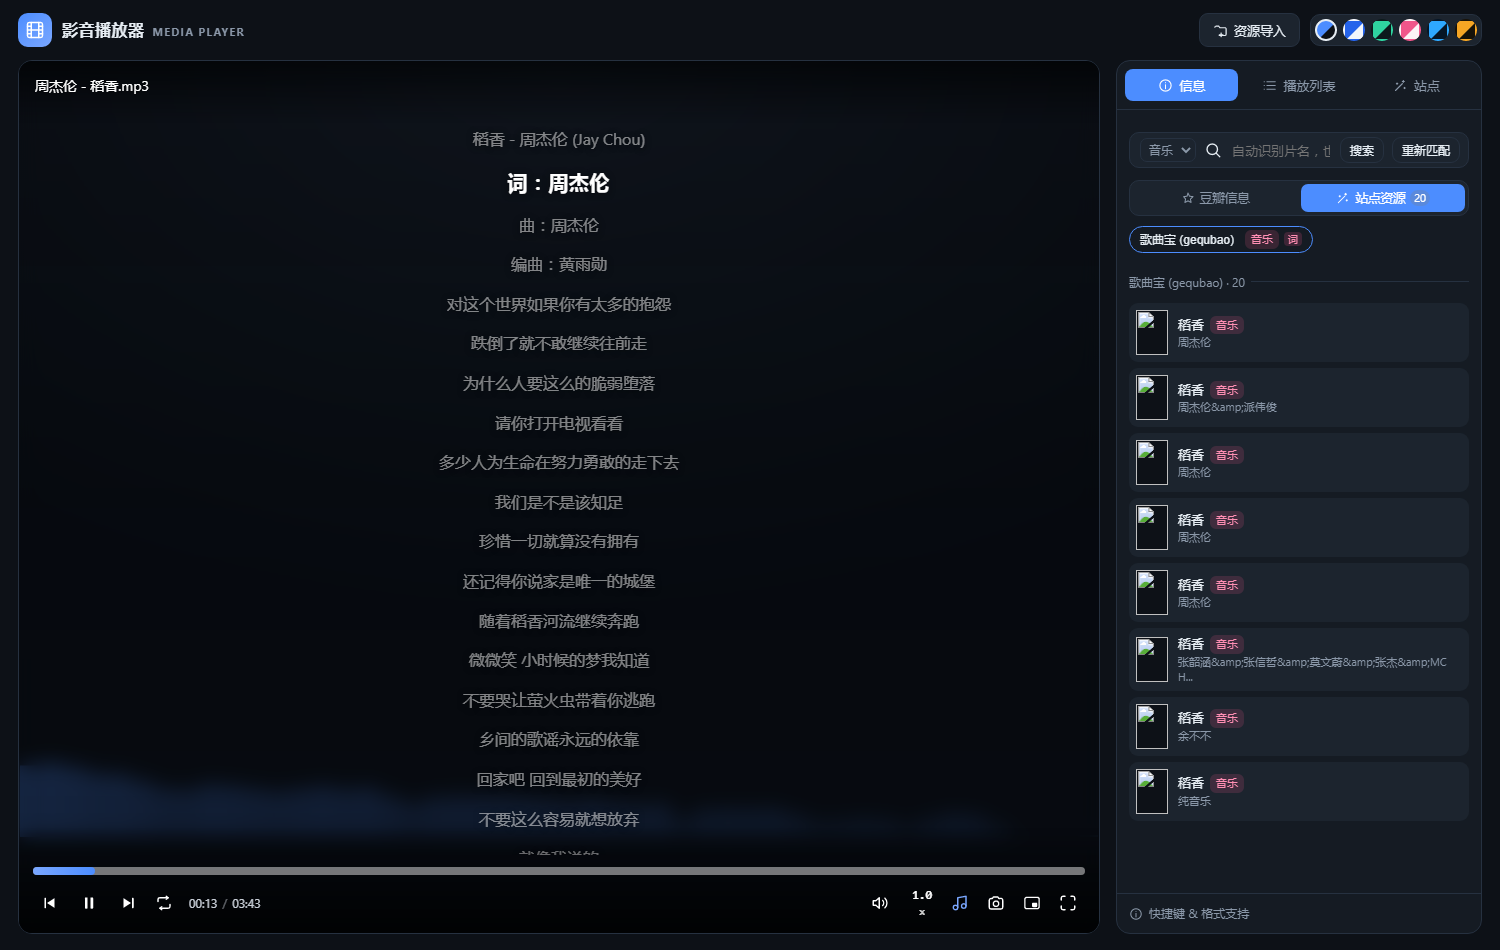 影音播放器 MEDIA PLAYER
资源导入
周杰伦 - 稻香.mp3
稻香 - 周杰伦 (Jay Chou)
词：周杰伦
曲：周杰伦
编曲：黄雨勋
对这个世界如果你有太多的抱怨
跌倒了就不敢继续往前走
为什么人要这么的脆弱堕落
请你打开电视看看
多少人为生命在努力勇敢的走下去
我们是不是该知足
珍惜一切就算没有拥有
还记得你说家是唯一的城堡
随着稻香河流继续奔跑
微微笑 小时候的梦我知道
不要哭让萤火虫带着你逃跑
乡间的歌谣永远的依靠
回家吧 回到最初的美好
不要这么容易就想放弃
00:13 / 03:43
1.0
x
信息 播放列表 站点
音乐 自动识别片名， 搜索 重新匹配
豆瓣信息 站点资源 20
歌曲宝 (gequbao) 音乐 词
歌曲宝 (gequbao) · 20
稻香 音乐
周杰伦
稻香 音乐
周杰伦&amp;派伟俊
稻香 音乐
周杰伦
稻香 音乐
周杰伦
稻香 音乐
周杰伦
稻香 音乐
张韶涵&amp;张信哲&amp;莫文蔚&amp;张杰&amp;MC
H...
稻香 音乐
余不不
稻香 音乐
纯音乐
快捷键 & 格式支持